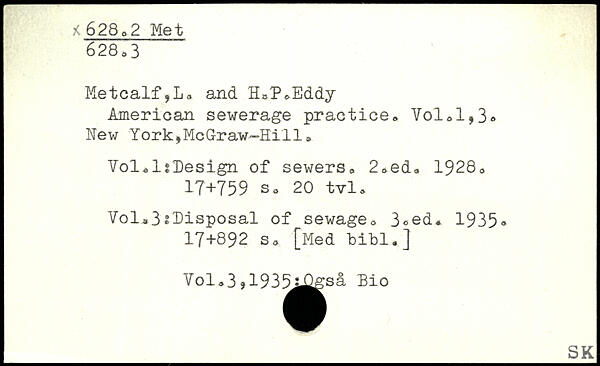 x 628.2 Met
628.3
Metcalf,L. and H.P.Eddy
American sewerage practice. Vol.1,3.
New York,McGraw-Hill.
Vol.1:Design of sewers. 2.ed. 1928.
17+759 s. 20 tvl.
Vol.3:Disposal of sewage. 3.ed. 1935.
17+892 s. [Med bibl.]
Vol.3,1935:Også Bio
SK